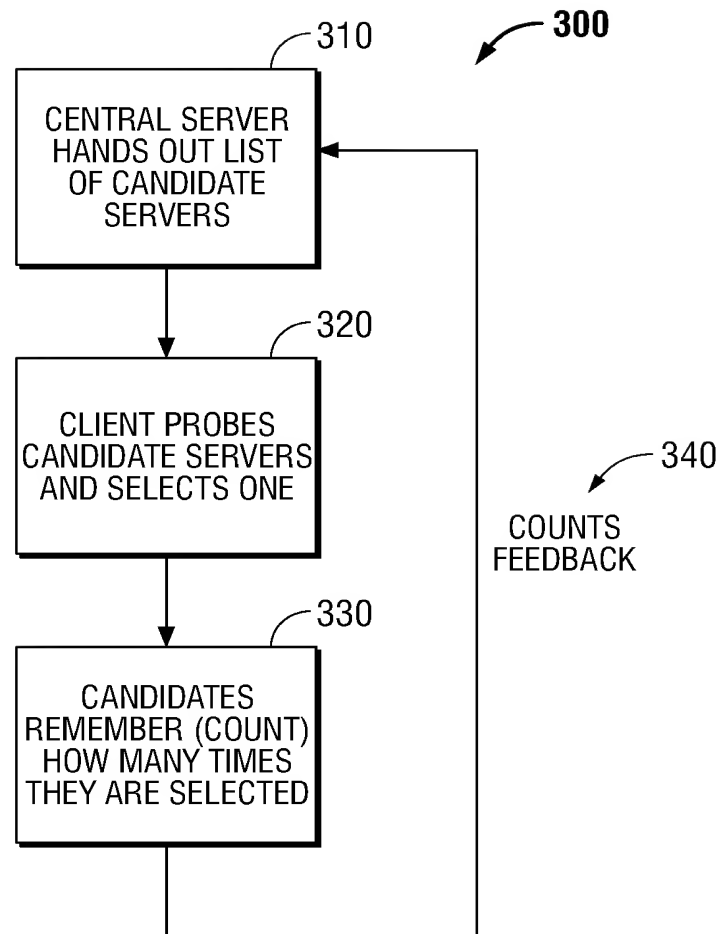 310
300
CENTRAL SERVER
HANDS OUT LIST
OF CANDIDATE
SERVERS
320
CLIENT PROBES
CANDIDATE SERVERS
AND SELECTS ONE
340
COUNTS
FEEDBACK
330
CANDIDATES
REMEMBER (COUNT)
HOW MANY TIMES
THEY ARE SELECTED